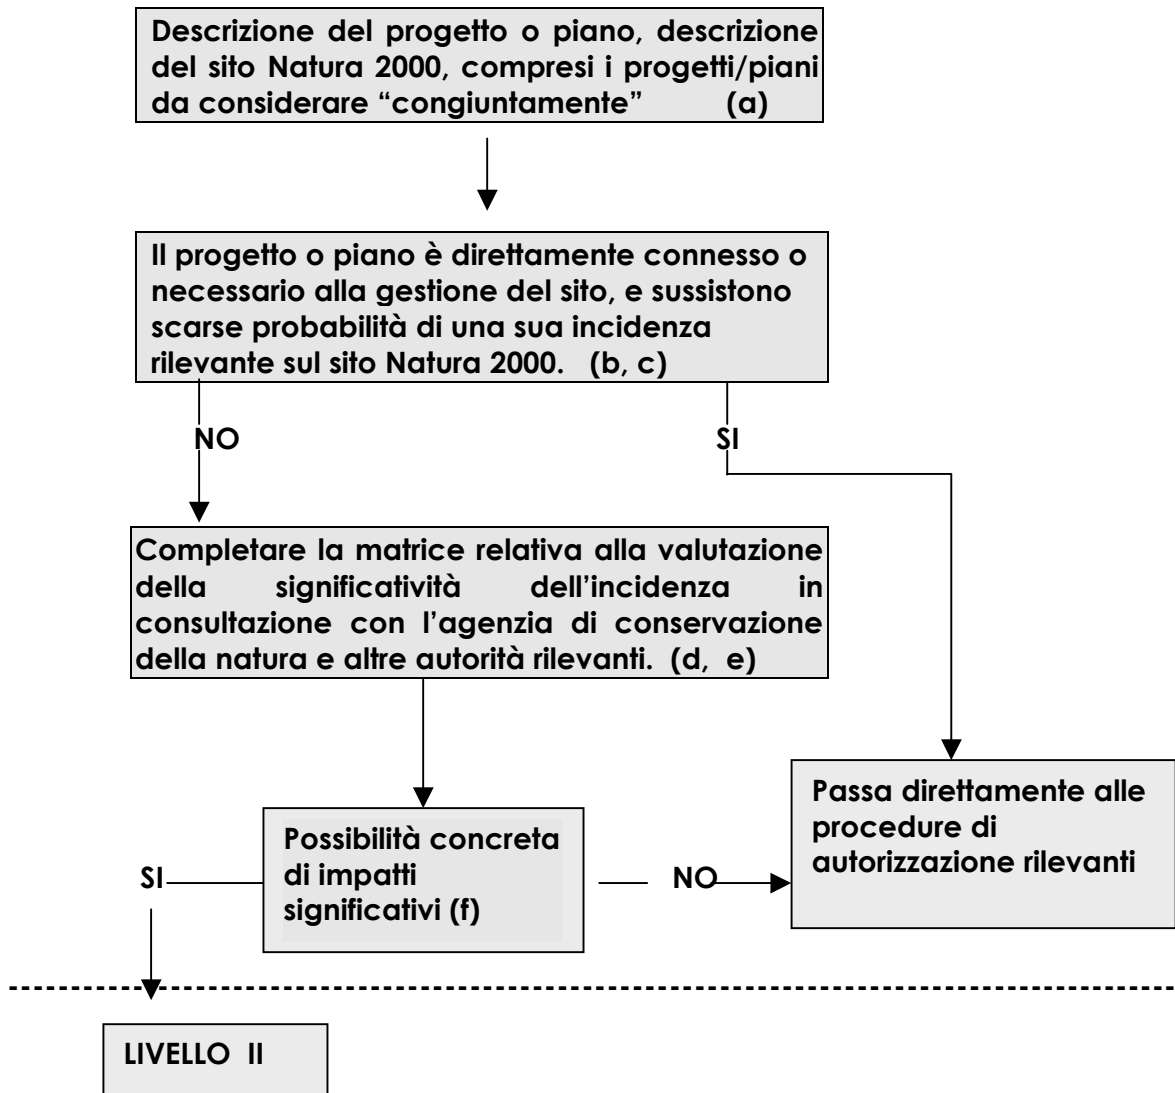 Descrizione del progetto o piano, descrizione
del sito Natura 2000, compresi i progetti/piani
da considerare “congiuntamente” (a)
Il progetto o piano è direttamente connesso o
necessario alla gestione del sito, e sussistono
scarse probabilità di una sua incidenza
rilevante sul sito Natura 2000. (b, c)
NO SI
Completare la matrice relativa alla valutazione
della significatività dell’incidenza in
consultazione con l’agenzia di conservazione
della natura e altre autorità rilevanti. (d, e)
Passa direttamente alle
procedure di
autorizzazione rilevanti
Possibilità concreta
di impatti
significativi (f)
SI NO
LIVELLO II